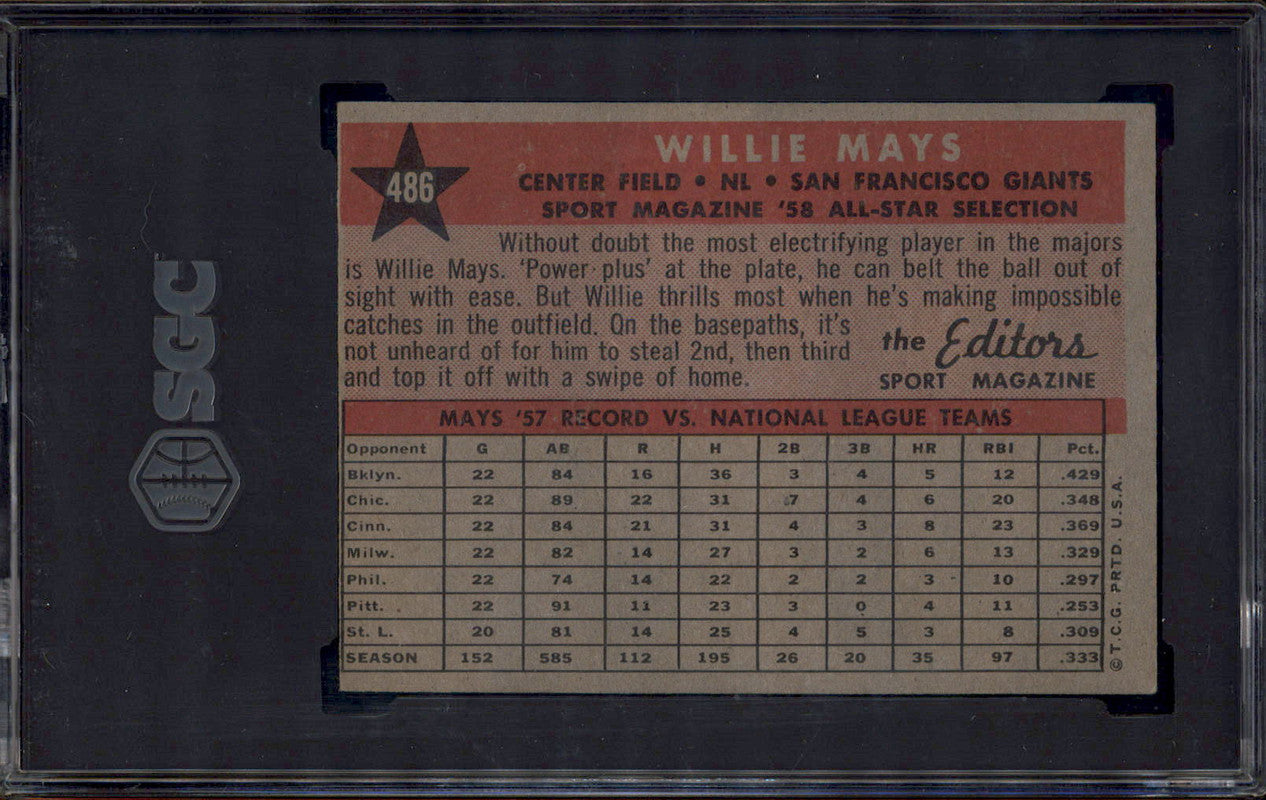 SGC
486
WILLIE MAYS
CENTER FIELD • NL • SAN FRANCISCO GIANTS
SPORT MAGAZINE '58 ALL-STAR SELECTION
Without doubt the most electrifying player in the majors
is Willie Mays. 'Power plus' at the plate, he can belt the ball out of
sight with ease. But Willie thrills most when he's making impossible
catches in the outfield. On the basepaths, it's
not unheard of for him to steal 2nd, then third
and top it off with a swipe of home.
the Editors
SPORT MAGAZINE
MAYS '57 RECORD VS. NATIONAL LEAGUE TEAMS
Opponent G AB R H 2B 3B HR RBI Pct.
Bklyn. 22 84 16 36 3 4 5 12 .429
Chic. 22 89 22 31 7 4 6 20 .348
Cinn. 22 84 21 31 4 3 8 23 .369
Milw. 22 82 14 27 3 2 6 13 .329
Phil. 22 74 14 22 2 2 3 10 .297
Pitt. 22 91 11 23 3 0 4 11 .253
St. L. 20 81 14 25 4 5 3 8 .309
SEASON 152 585 112 195 26 20 35 97 .333
© T.C.G. PRTD. U.S.A.